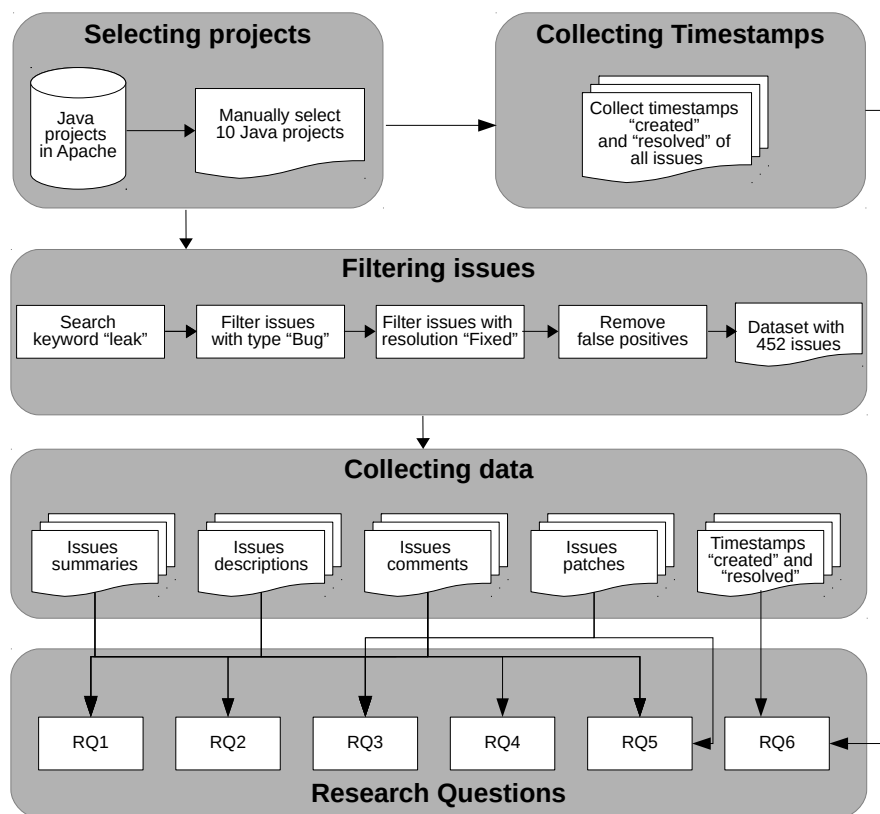 Selecting projects
Java
projects
in Apache
Manually select
10 Java projects
Collecting Timestamps
Collect timestamps
“created”
and “resolved” of
all issues
Filtering issues
Search
keyword “leak”
Filter issues
with type “Bug”
Filter issues with
resolution “Fixed”
Remove
false positives
Dataset with
452 issues
Collecting data
Issues
summaries
Issues
descriptions
Issues
comments
Issues
patches
Timestamps
“created” and
“resolved”
RQ1
RQ2
RQ3
RQ4
RQ5
RQ6
Research Questions